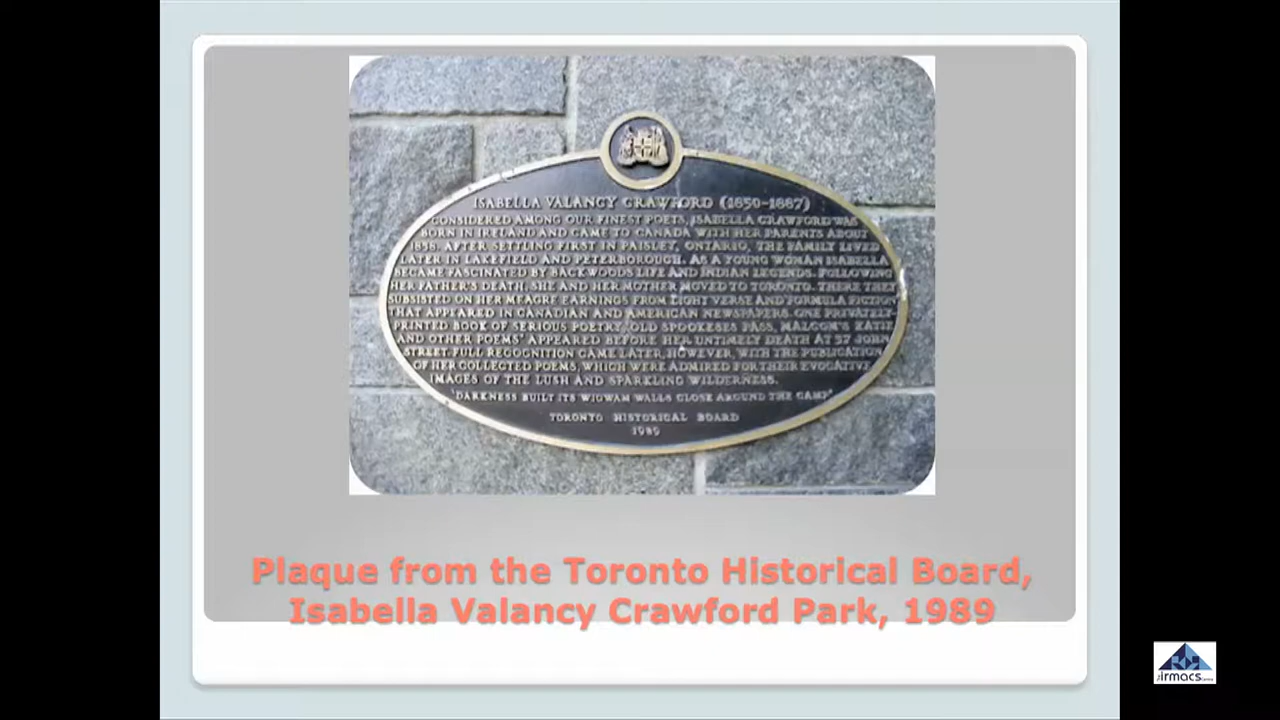 ISABELLA VALANCY CRAWFORD (1850-1887)
CONSIDERED AMONG OUR FINEST POETS, ISABELLA CRAWFORD WAS
BORN IN IRELAND AND CAME TO CANADA WITH HER PARENTS ABOUT
1858. AFTER SETTLING FIRST IN PAISLEY, ONTARIO, THE FAMILY LIVED
LATER IN LAKEFIELD AND PETERBOROUGH. AS A YOUNG WOMAN ISABELLA
BECAME FASCINATED BY BACKWOODS LIFE AND INDIAN LEGENDS. FOLLOWING
HER FATHER'S DEATH, SHE AND HER MOTHER MOVED TO TORONTO. THERE THEY
SUBSISTED ON HER MEAGRE EARNINGS FROM LIGHT VERSE AND FORMULA FICTION
THAT APPEARED IN CANADIAN AND AMERICAN NEWSPAPERS. ONE PRIVATELY-
PRINTED BOOK OF SERIOUS POETRY, 'OLD SPOOKESES PASS, MALCOM'S KATIE
AND OTHER POEMS' APPEARED BEFORE HER UNTIMELY DEATH AT 57 JOHN
STREET. FULL RECOGNITION CAME LATER, HOWEVER, WITH THE PUBLICATION
OF HER COLLECTED POEMS, WHICH WERE ADMIRED FOR THEIR EVOCATIVE
IMAGES OF THE LUSH AND SPARKLING WILDERNESS.
'DARKNESS BUILT ITS WIGWAM WALLS CLOSE AROUND THE CAMP'
TORONTO HISTORICAL BOARD
1989
Plaque from the Toronto Historical Board,
Isabella Valancy Crawford Park, 1989
irmacs